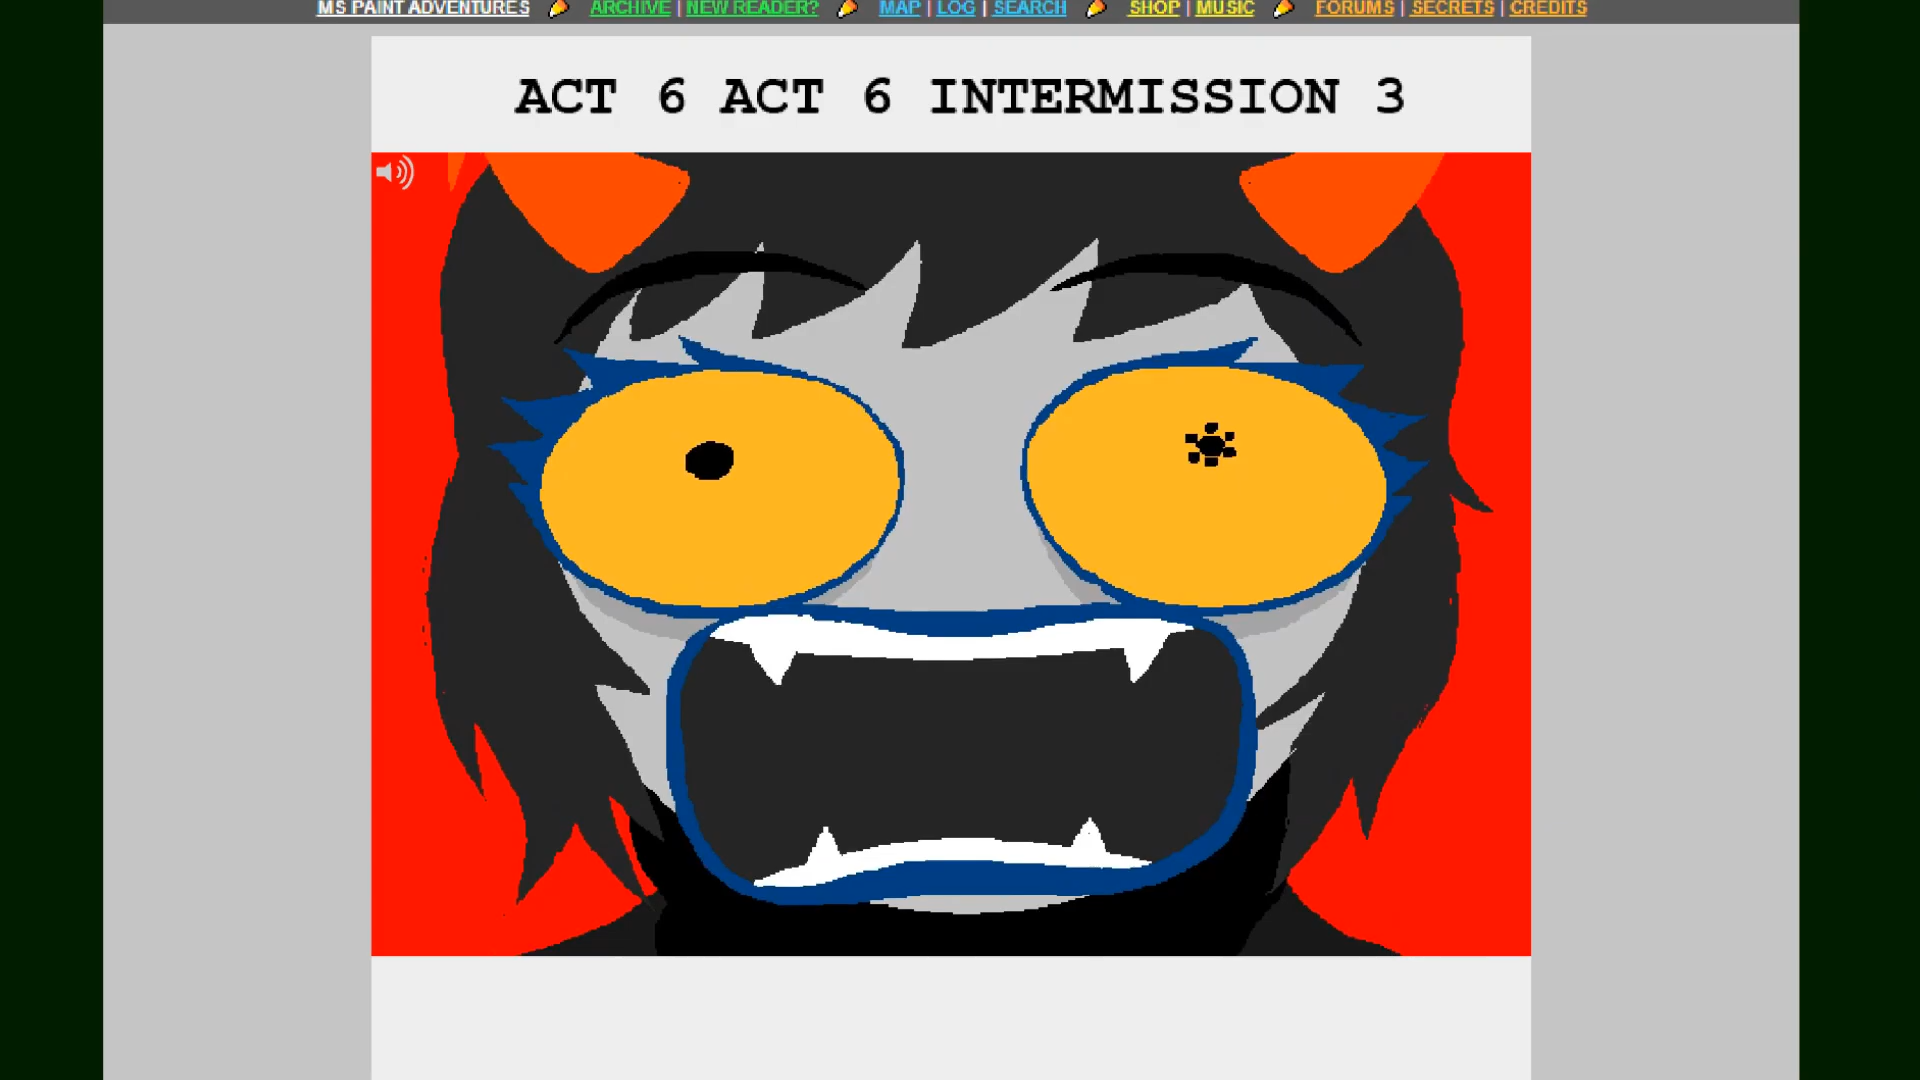 MS PAINT ADVENTURES ARCHIVE | NEW READER? MAP | LOG | SEARCH SHOP | MUSIC FORUMS | SECRETS | CREDITS
ACT 6 ACT 6 INTERMISSION 3